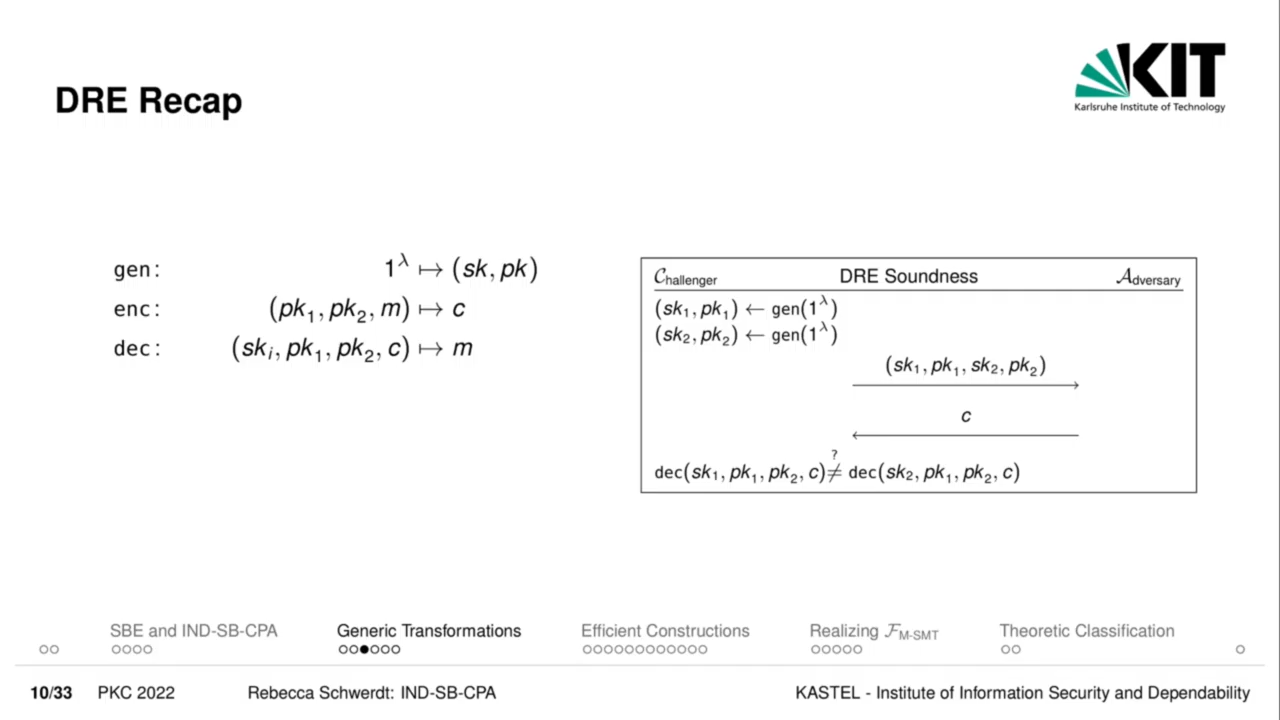 DRE Recap
KIT
Karlsruhe Institute of Technology
gen: 1^λ ↦ (sk, pk)
enc: (pk₁, pk₂, m) ↦ c
dec: (skᵢ, pk₁, pk₂, c) ↦ m
Challenger DRE Soundness Adversary
(sk₁, pk₁) ← gen(1^λ)
(sk₂, pk₂) ← gen(1^λ)
(sk₁, pk₁, sk₂, pk₂)
c
?
dec(sk₁, pk₁, pk₂, c) ≠ dec(sk₂, pk₁, pk₂, c)
SBE and IND-SB-CPA Generic Transformations Efficient Constructions Realizing ℱ_M-SMT Theoretic Classification
10/33 PKC 2022 Rebecca Schwerdt: IND-SB-CPA KASTEL - Institute of Information Security and Dependability